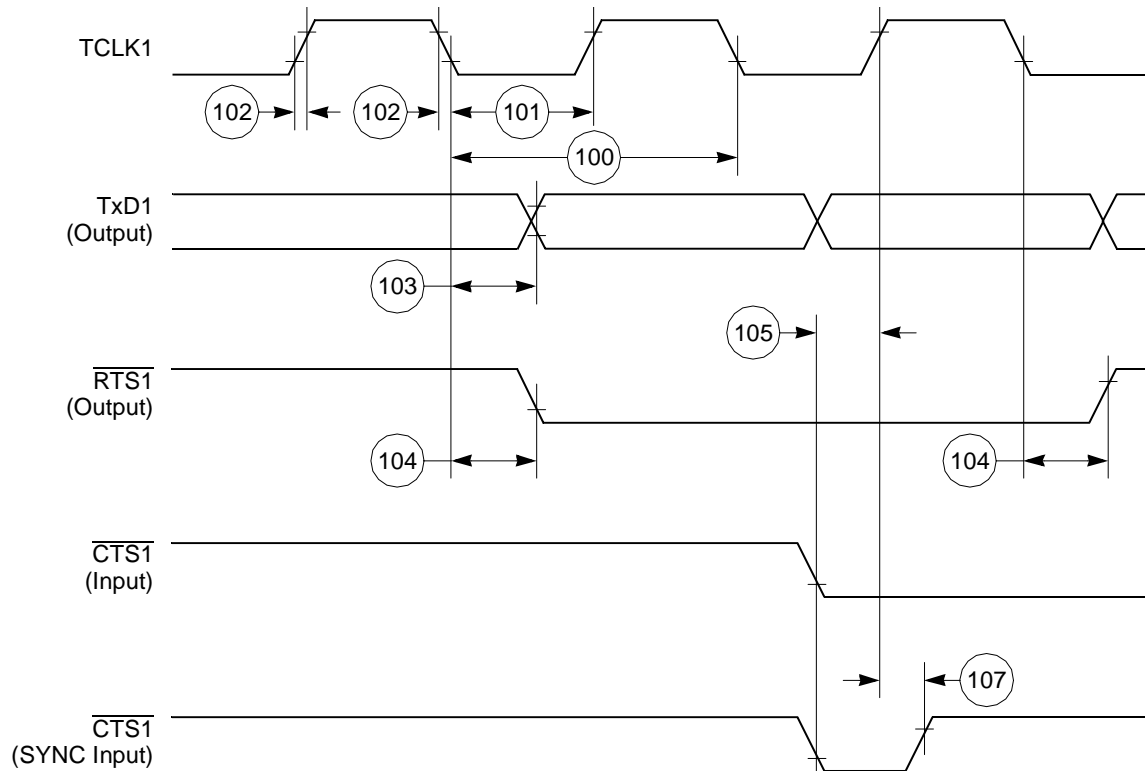 TCLK1
102
102
101
100
TxD1
(Output)
103
105
RTS1
(Output)
104
104
CTS1
(Input)
107
CTS1
(SYNC Input)